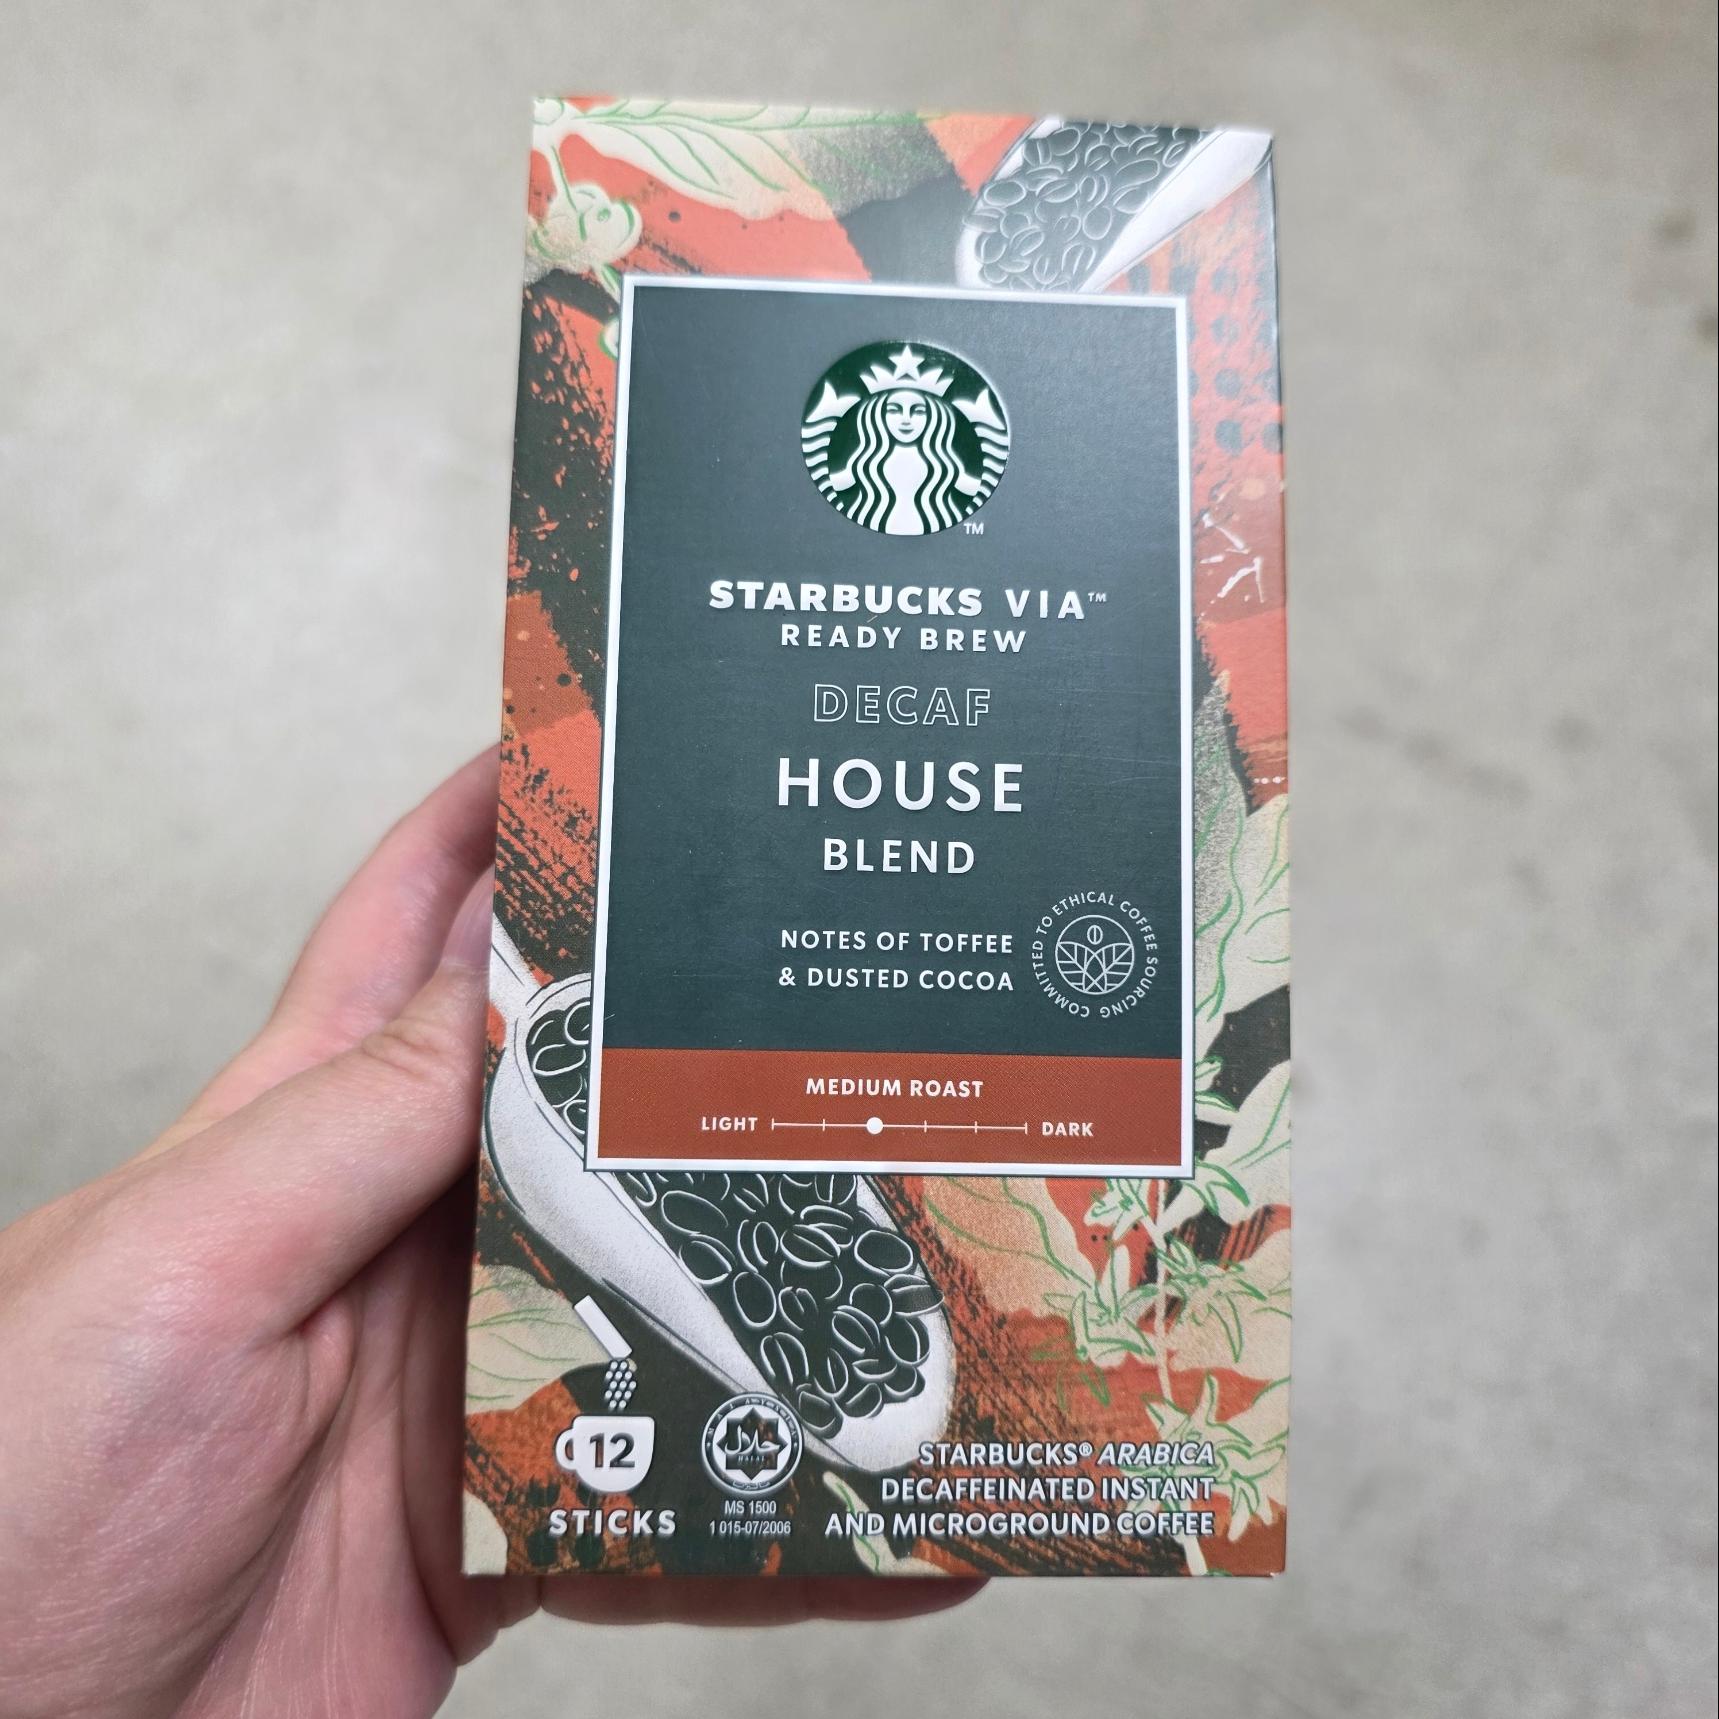 TM
STARBUCKS VIA™
READY BREW
DECAF
HOUSE
BLEND
NOTES OF TOFFEE
& DUSTED COCOA
COMMITTED TO ETHICAL COFFEE SOURCING
MEDIUM ROAST
LIGHT DARK
12
STICKS
MALAYSIA
حلال
HALAL
MS 1500
1 015-07/2006
STARBUCKS® ARABICA
DECAFFEINATED INSTANT
AND MICROGROUND COFFEE